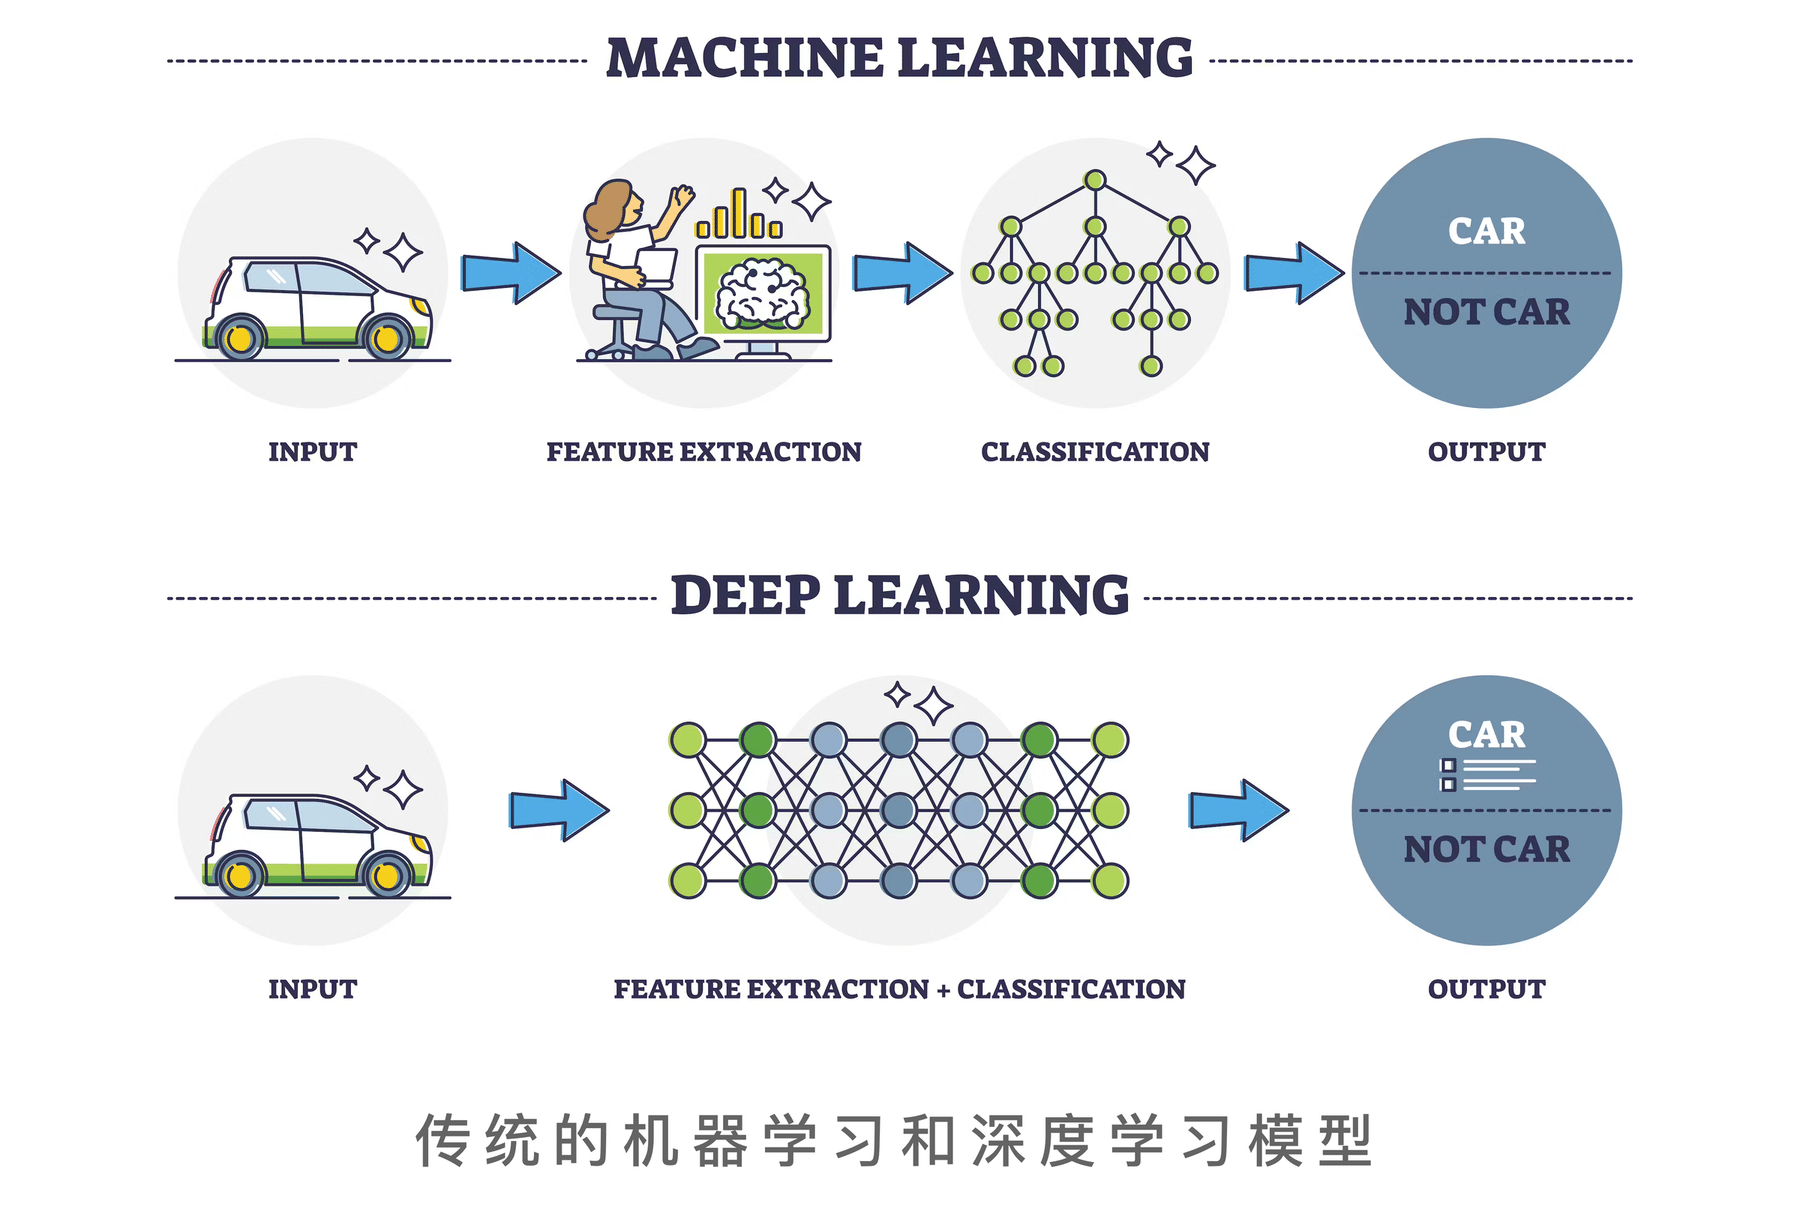 MACHINE LEARNING
INPUT
FEATURE EXTRACTION
CLASSIFICATION
CAR
NOT CAR
OUTPUT
DEEP LEARNING
INPUT
FEATURE EXTRACTION + CLASSIFICATION
CAR
NOT CAR
OUTPUT
传统的机器学习和深度学习模型